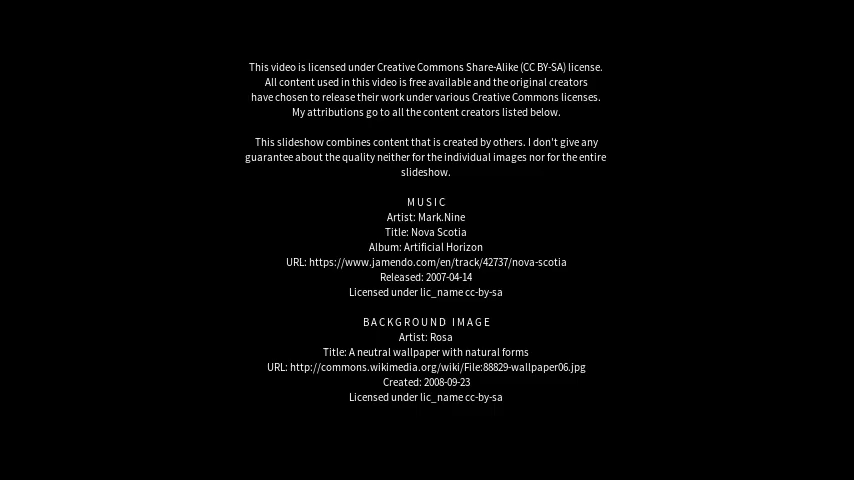 This video is licensed under Creative Commons Share-Alike (CC BY-SA) license.
All content used in this video is free available and the original creators
have chosen to release their work under various Creative Commons licenses.
My attributions go to all the content creators listed below.
This slideshow combines content that is created by others. I don't give any
guarantee about the quality neither for the individual images nor for the entire
slideshow.
MUSIC
Artist: Mark.Nine
Title: Nova Scotia
Album: Artificial Horizon
URL: https://www.jamendo.com/en/track/42737/nova-scotia
Released: 2007-04-14
Licensed under lic_name cc-by-sa
BACKGROUND IMAGE
Artist: Rosa
Title: A neutral wallpaper with natural forms
URL: http://commons.wikimedia.org/wiki/File:88829-wallpaper06.jpg
Created: 2008-09-23
Licensed under lic_name cc-by-sa